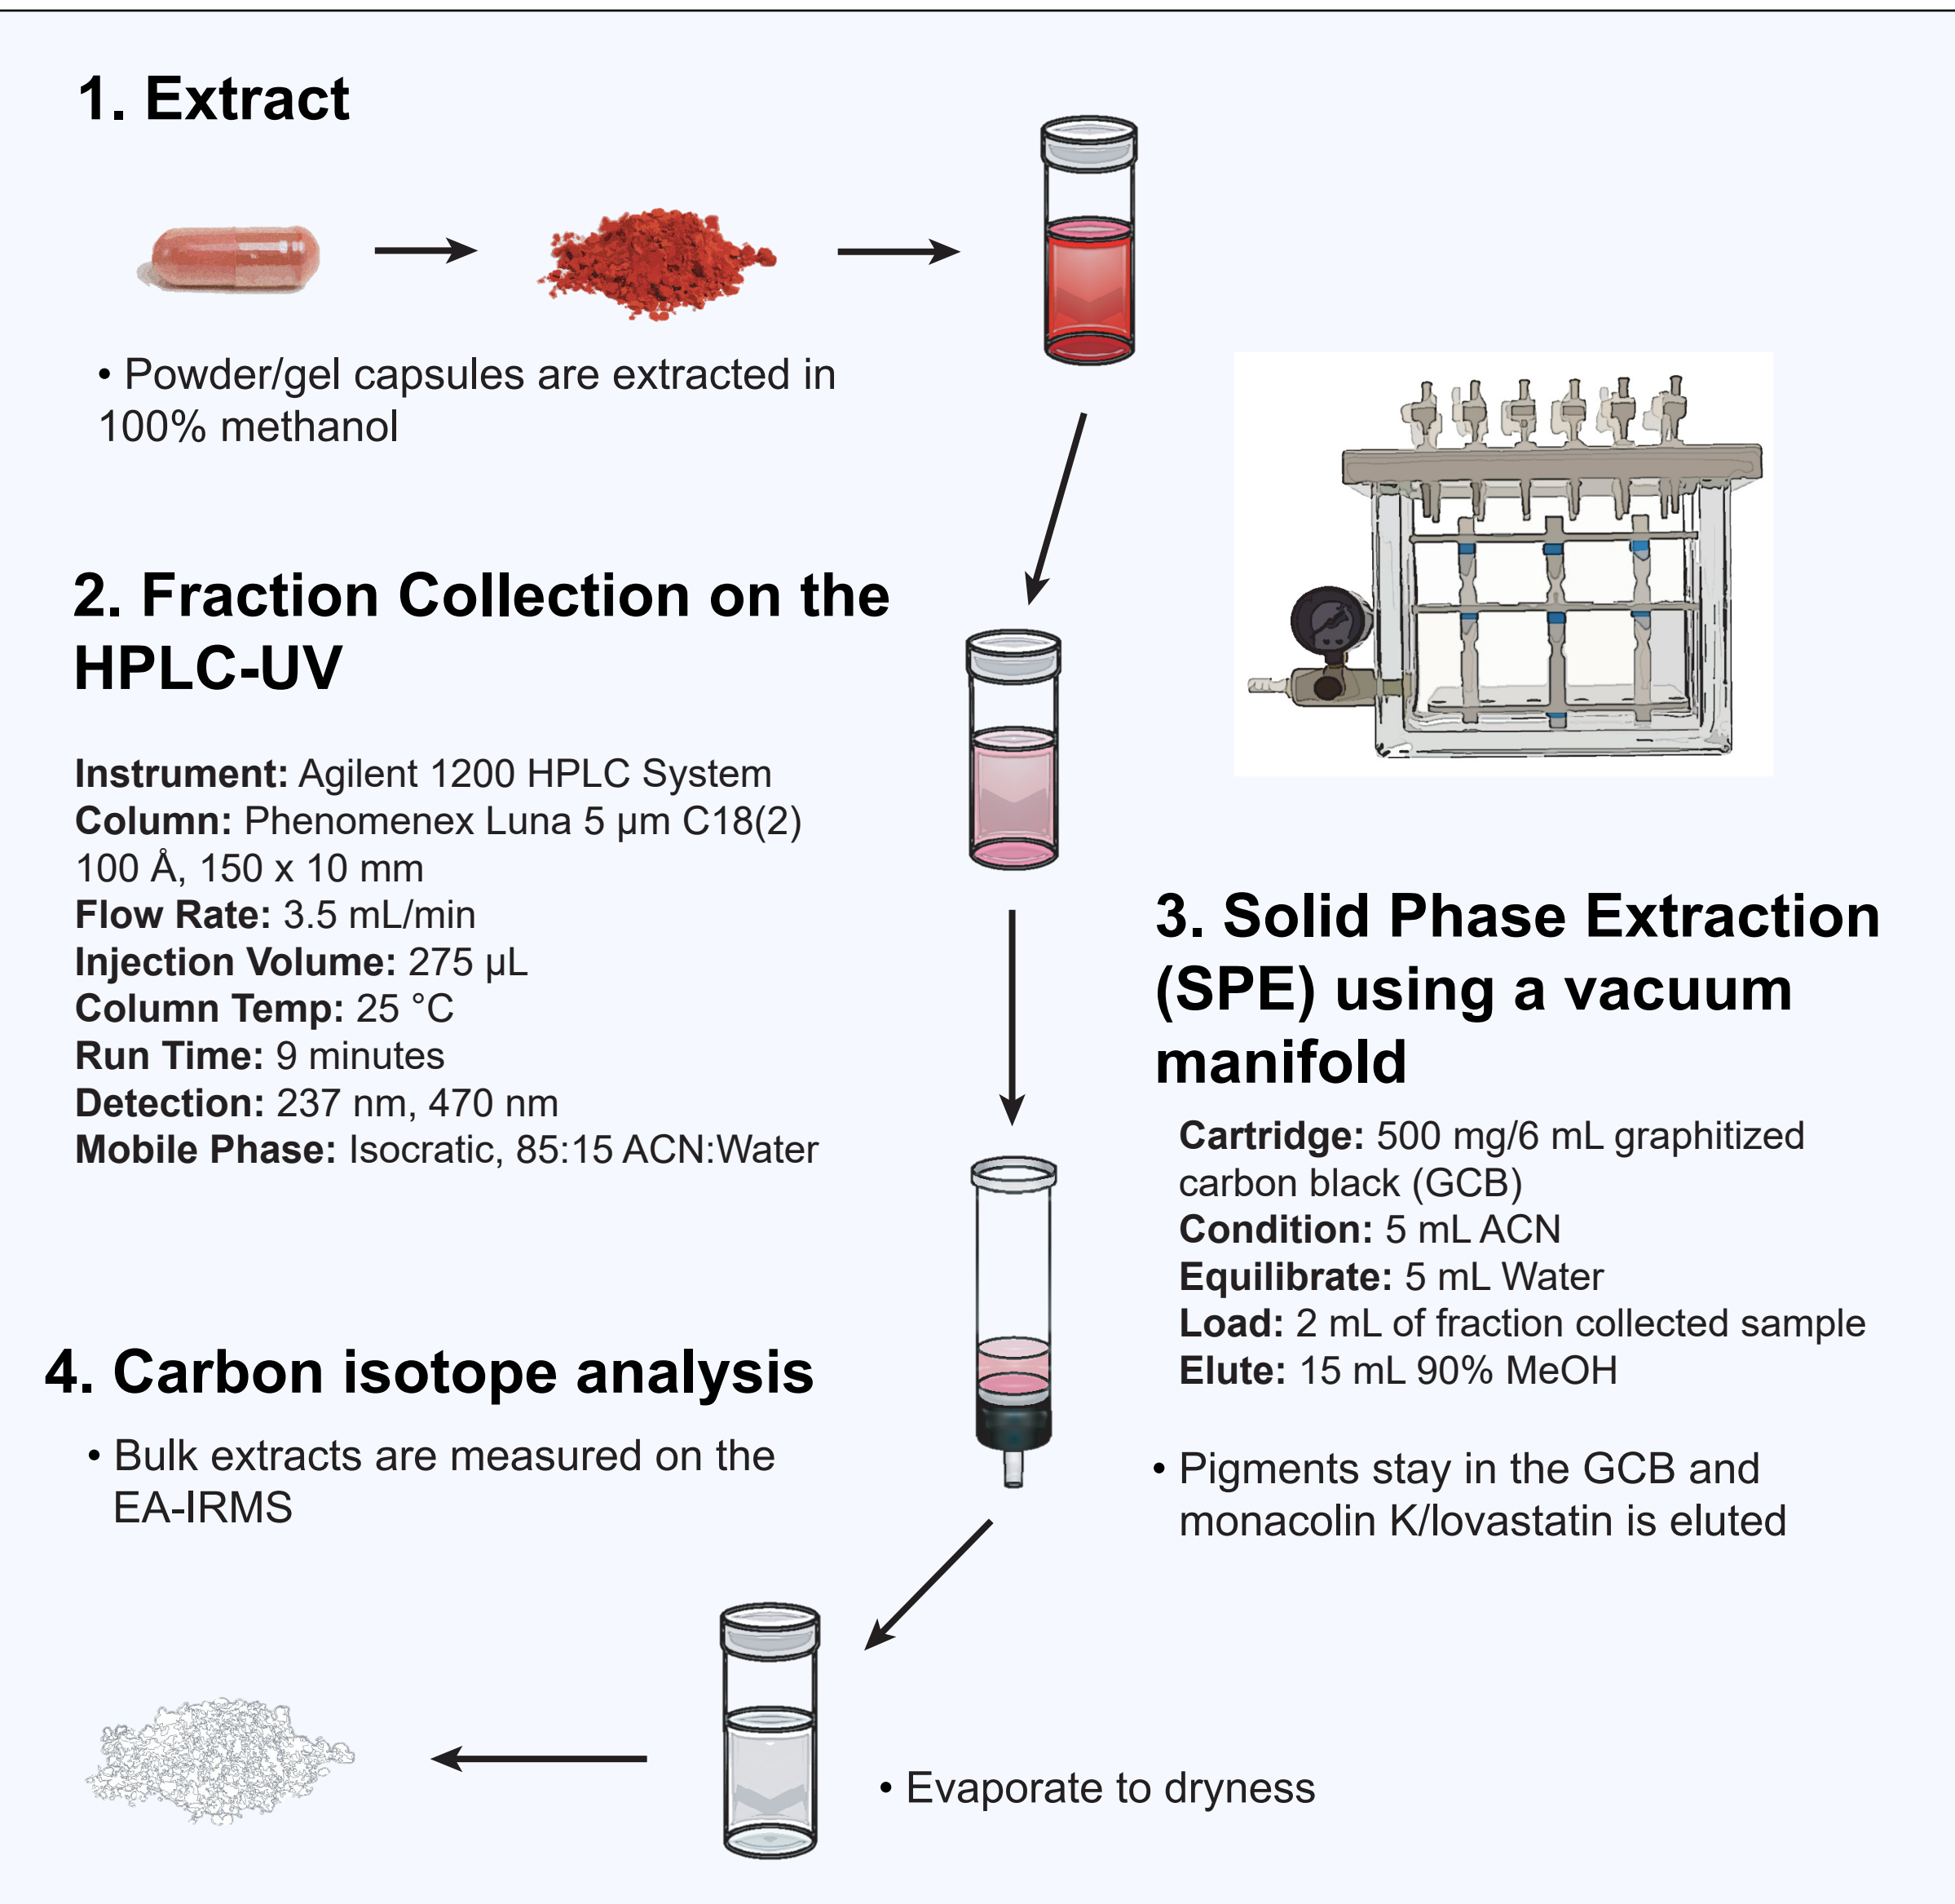 1. Extract
• Powder/gel capsules are extracted in
100% methanol
2. Fraction Collection on the
HPLC-UV
Instrument: Agilent 1200 HPLC System
Column: Phenomenex Luna 5 µm C18(2)
100 Å, 150 x 10 mm
Flow Rate: 3.5 mL/min
Injection Volume: 275 µL
Column Temp: 25 °C
Run Time: 9 minutes
Detection: 237 nm, 470 nm
Mobile Phase: Isocratic, 85:15 ACN:Water
3. Solid Phase Extraction
(SPE) using a vacuum
manifold
Cartridge: 500 mg/6 mL graphitized
carbon black (GCB)
Condition: 5 mL ACN
Equilibrate: 5 mL Water
Load: 2 mL of fraction collected sample
Elute: 15 mL 90% MeOH
• Pigments stay in the GCB and
monacolin K/lovastatin is eluted
4. Carbon isotope analysis
• Bulk extracts are measured on the
EA-IRMS
• Evaporate to dryness